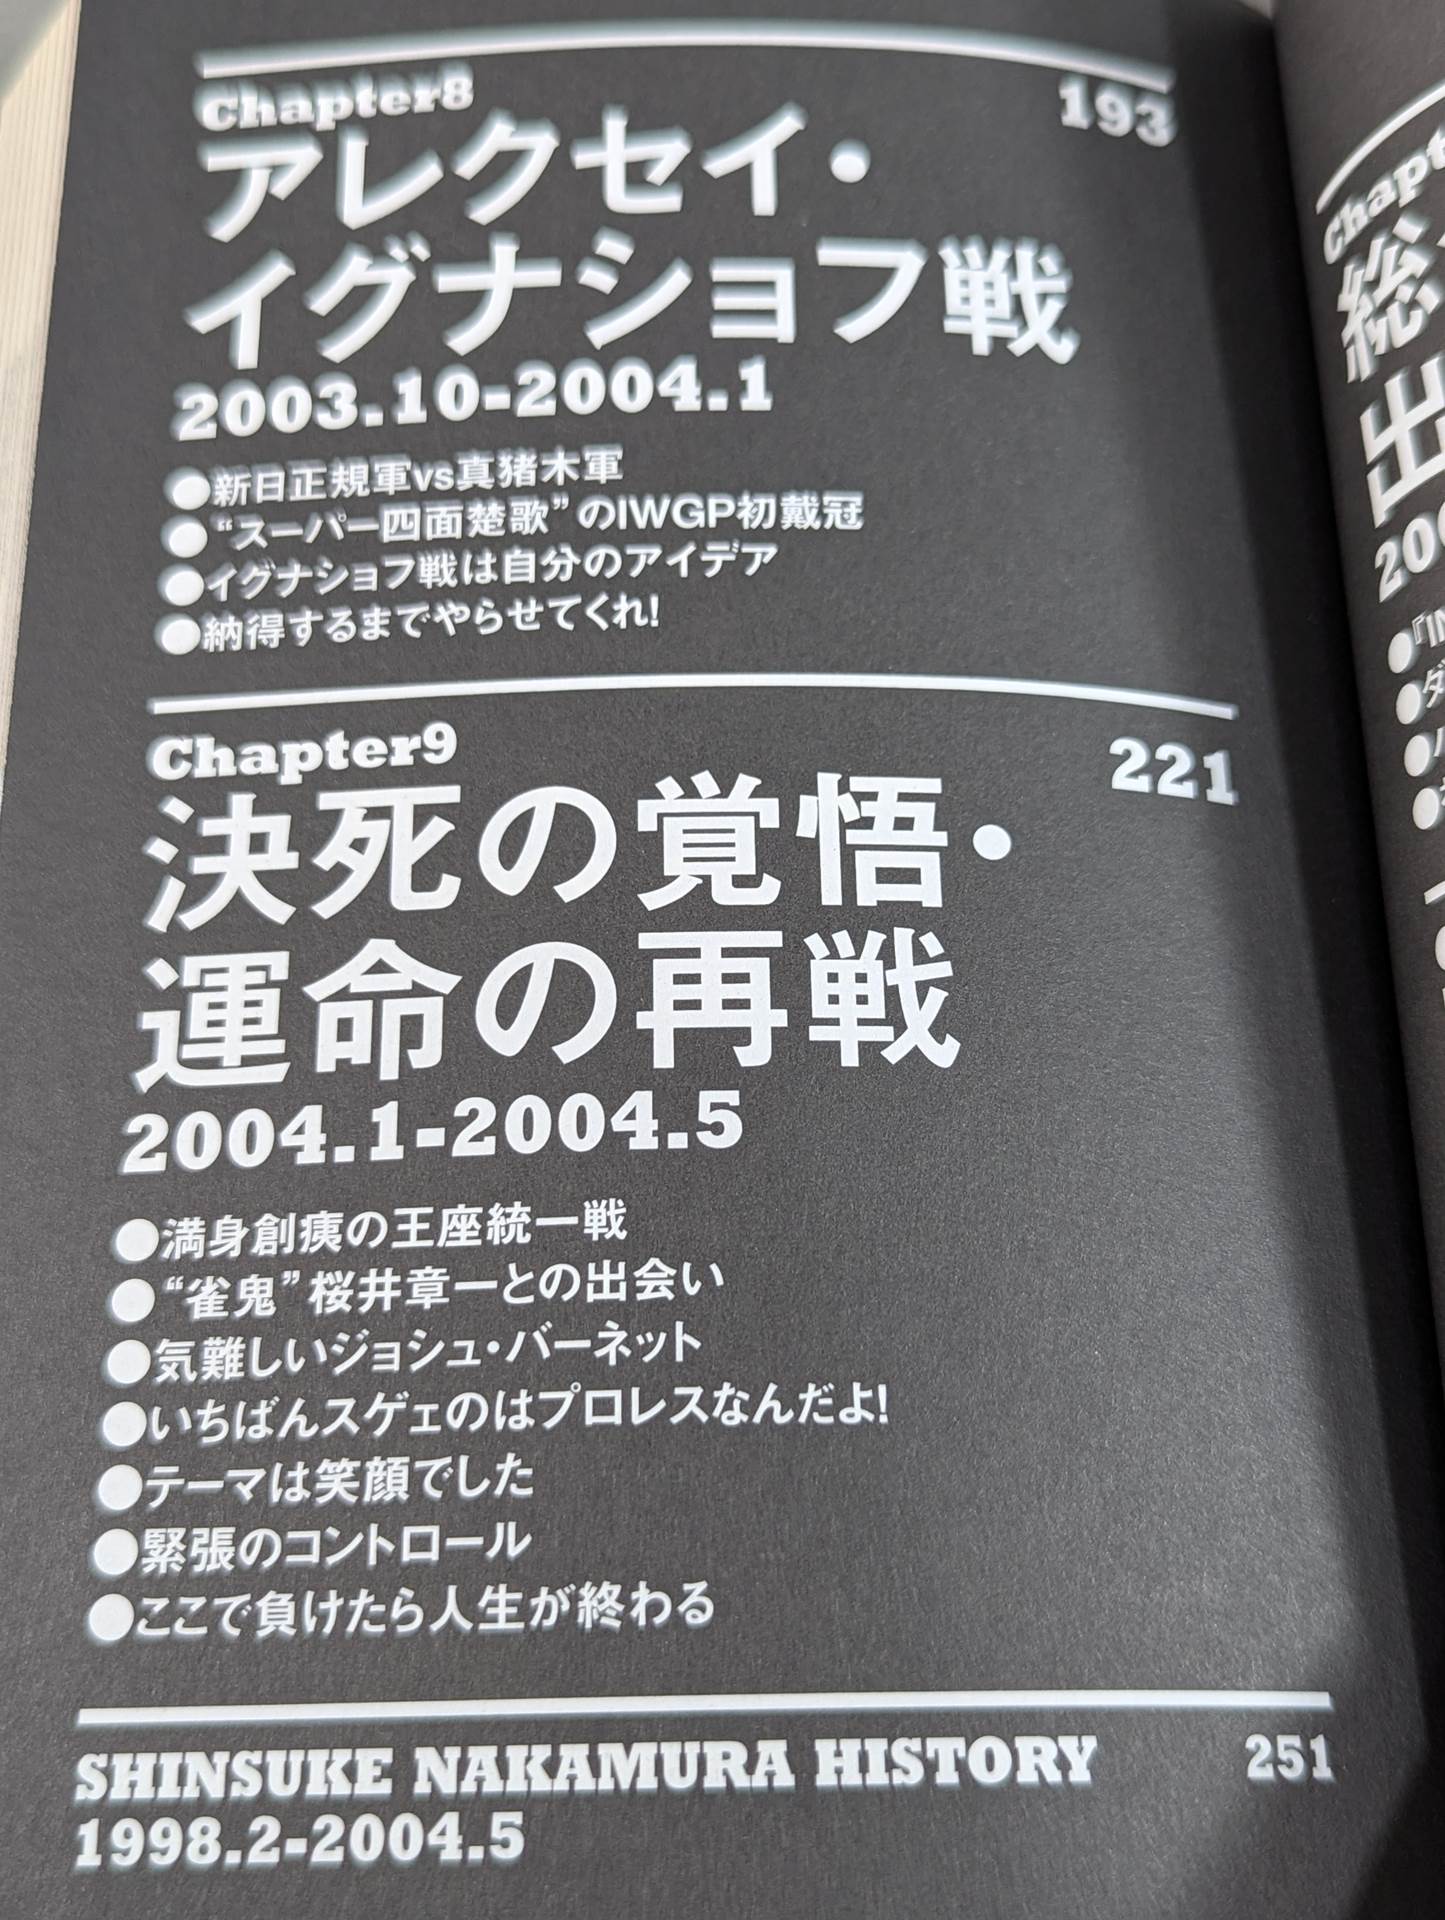 Chapter8
193
アレクセイ・
イグナショフ戦
2003.10-2004.1
●新日正規軍vs真猪木軍
●“スーパー四面楚歌”のIWGP初戴冠
●イグナショフ戦は自分のアイデア
●納得するまでやらせてくれ!
Chapter9
221
決死の覚悟・
運命の再戦
2004.1-2004.5
●満身創痍の王座統一戦
●“雀鬼”桜井章一との出会い
●気難しいジョシュ・バーネット
●いちばんスゲェのはプロレスなんだよ!
●テーマは笑顔でした
●緊張のコントロール
●ここで負けたら人生が終わる
SHINSUKE NAKAMURA HISTORY
251
1998.2-2004.5
総
出